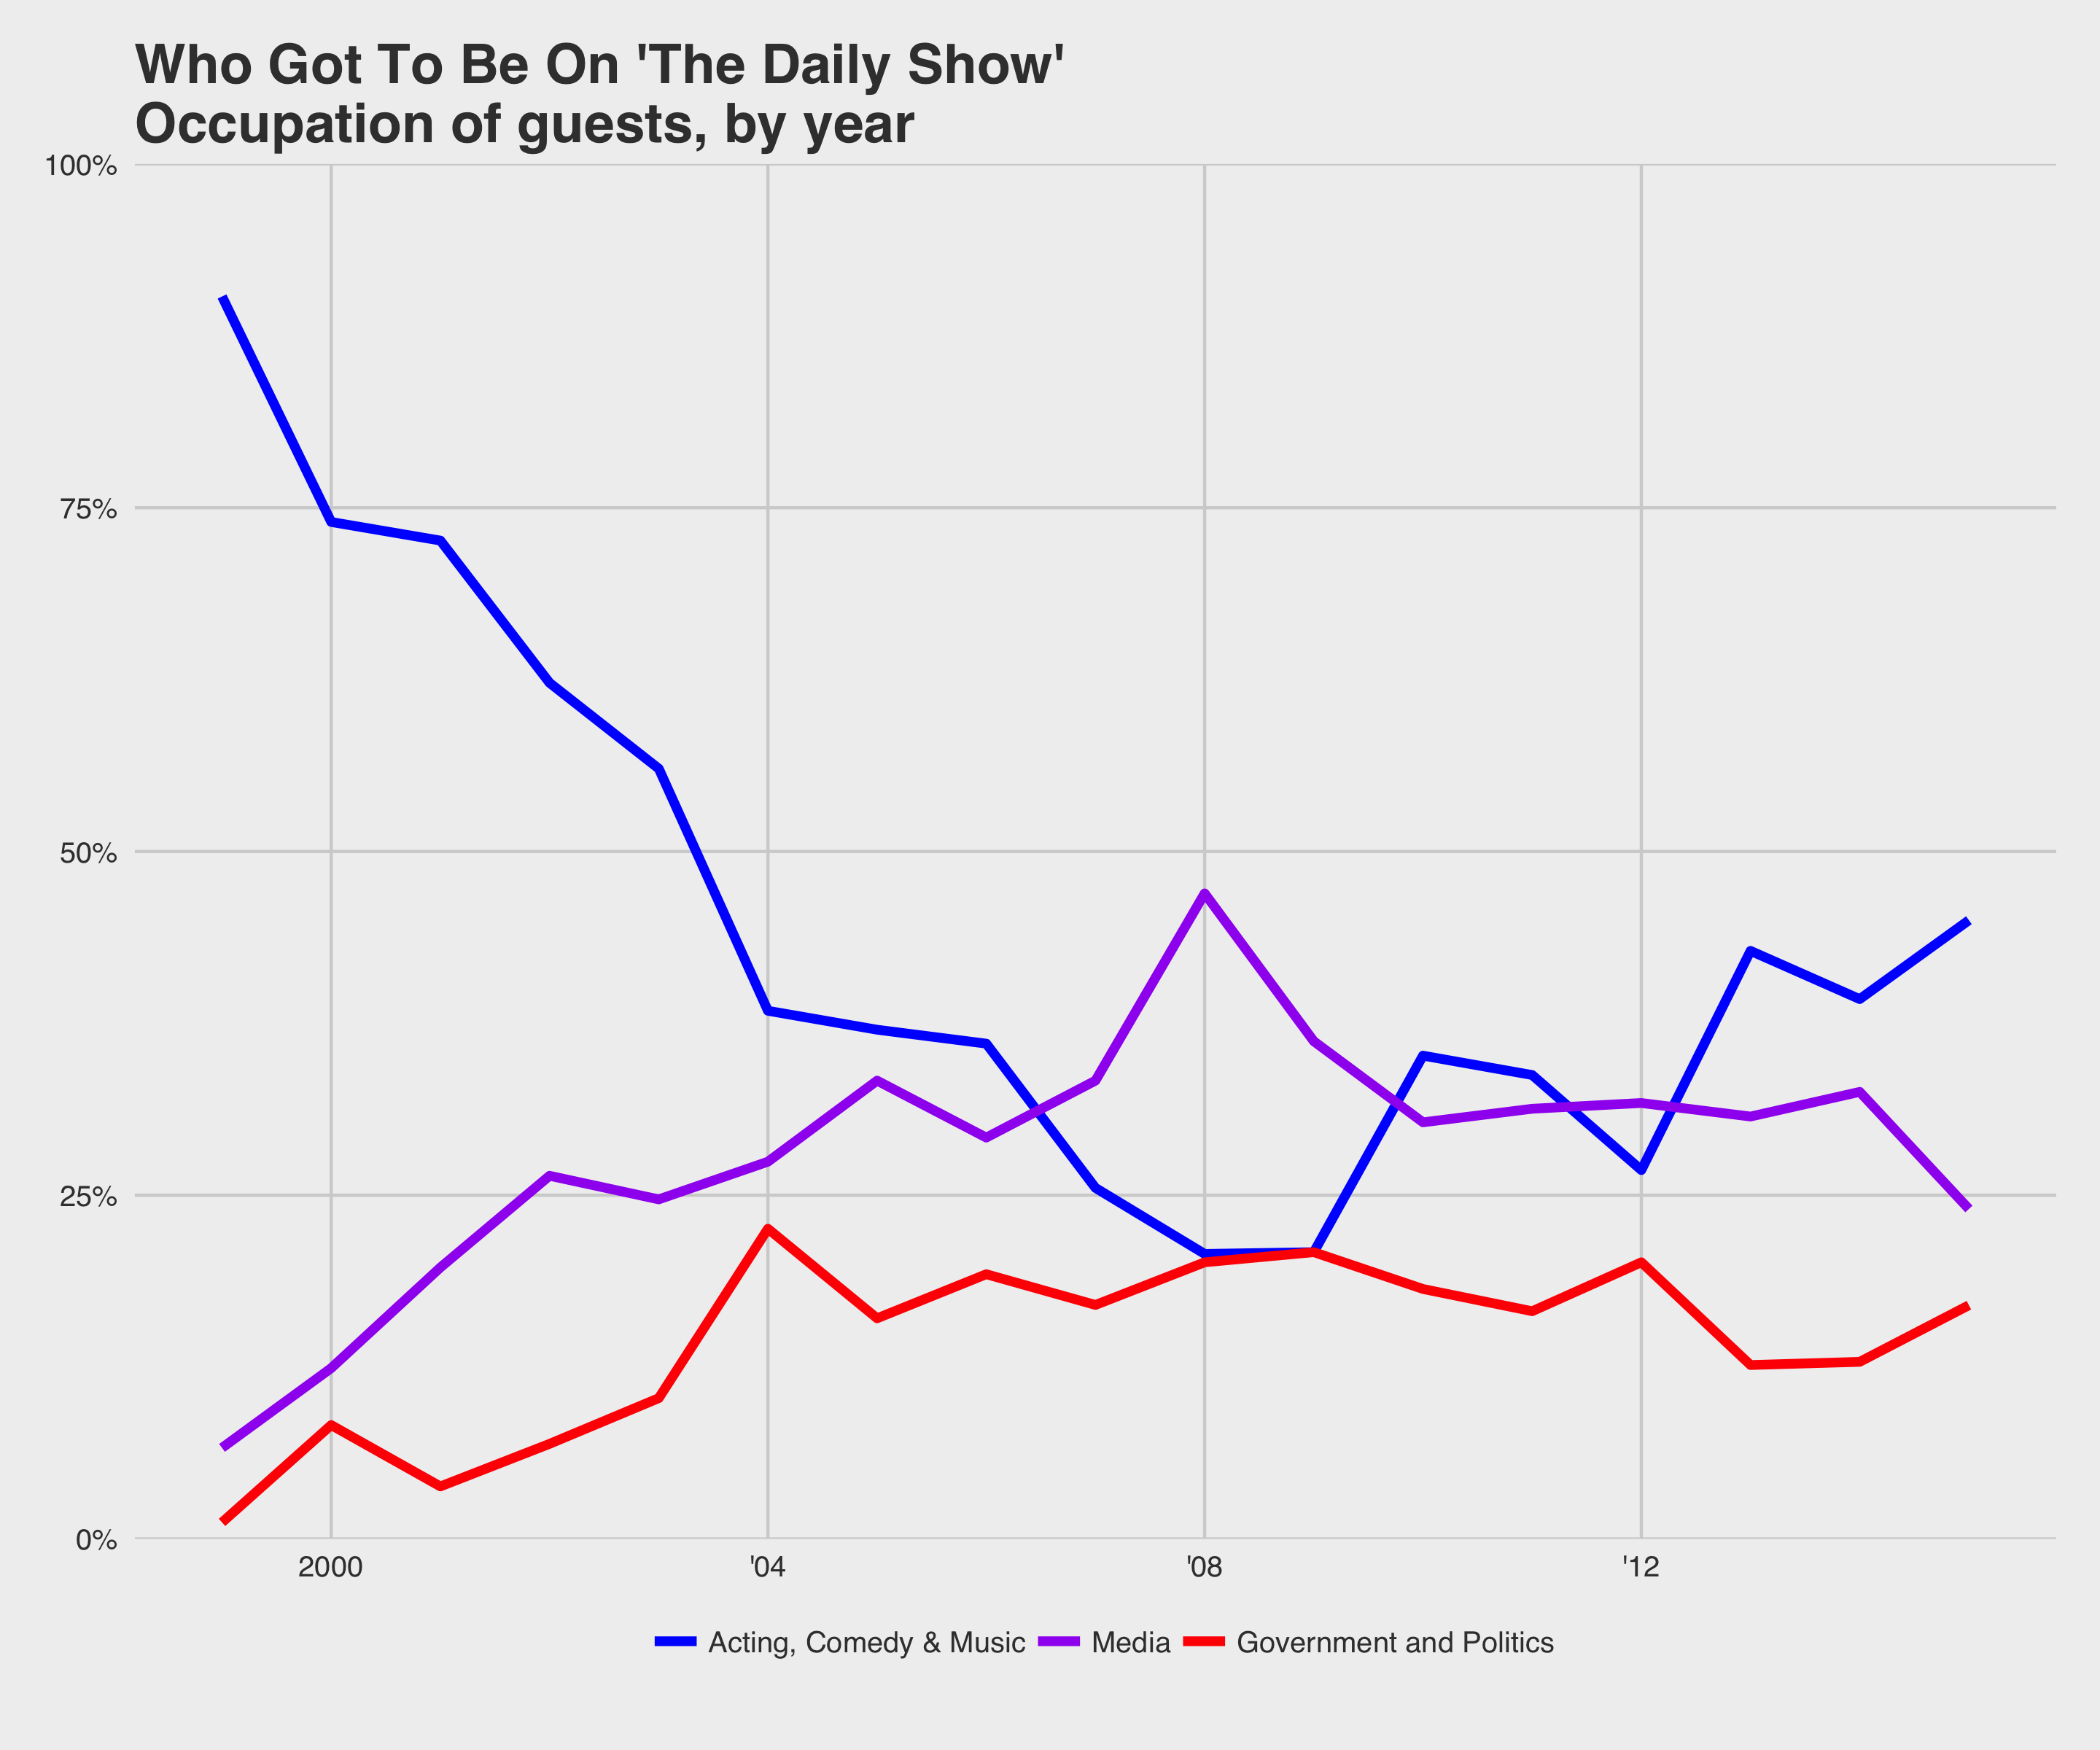 Who Got To Be On 'The Daily Show'
Occupation of guests, by year
100%
75%
50%
25%
0%
2000 '04 '08 '12
Acting, Comedy & Music Media Government and Politics